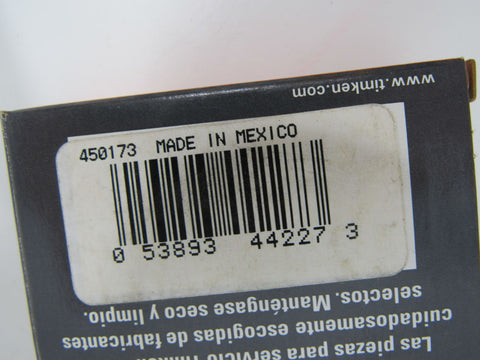 450173 MADE IN MEXICO
0 53893 44227 3
www.timken.com
Las piezas para servicio Timken
cuidadosamente escogidas de fabricantes
selectos. Manténgase seco y limpio.